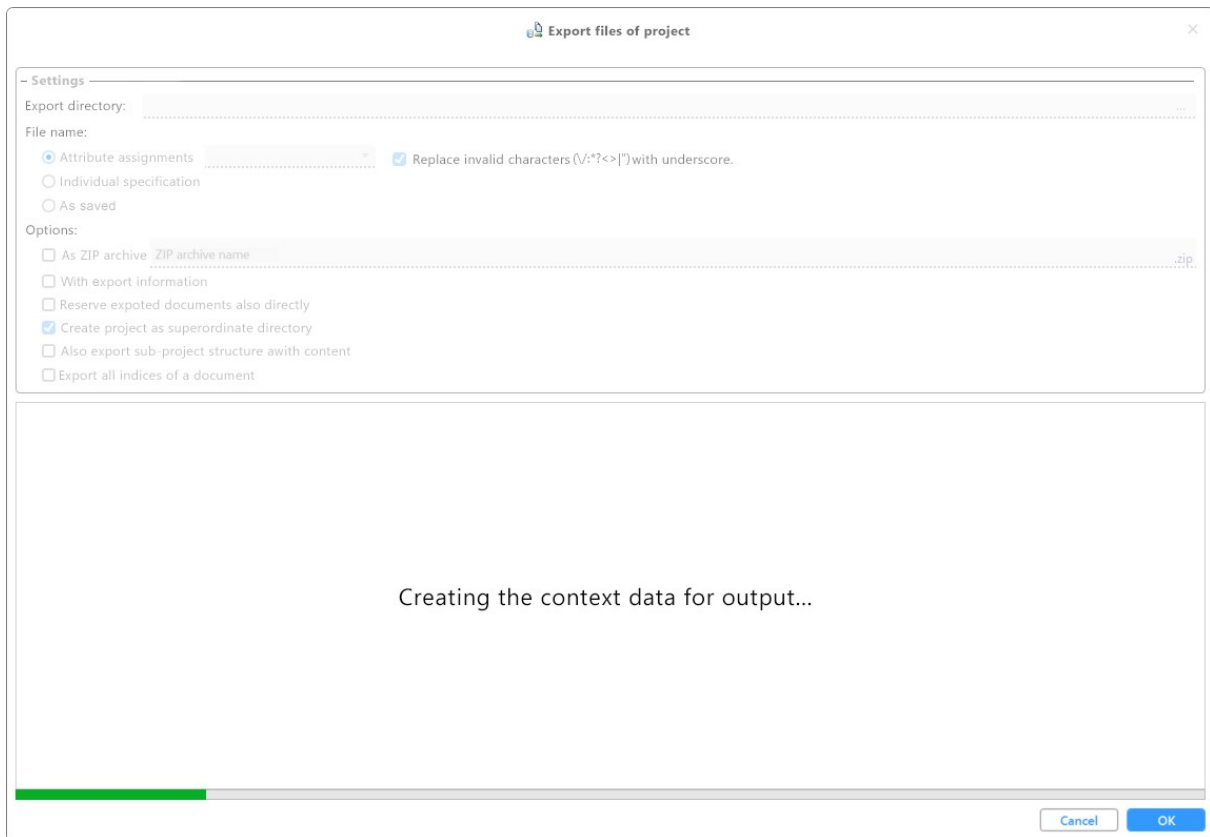 Export files of project
– Settings
Export directory: ...
File name:
Attribute assignments Replace invalid characters (\/:*?<>|") with underscore.
Individual specification
As saved
Options:
As ZIP archive ZIP archive name .zip
With export information
Reserve expoted documents also directly
Create project as superordinate directory
Also export sub-project structure awith content
Export all indices of a document
Creating the context data for output...
Cancel OK